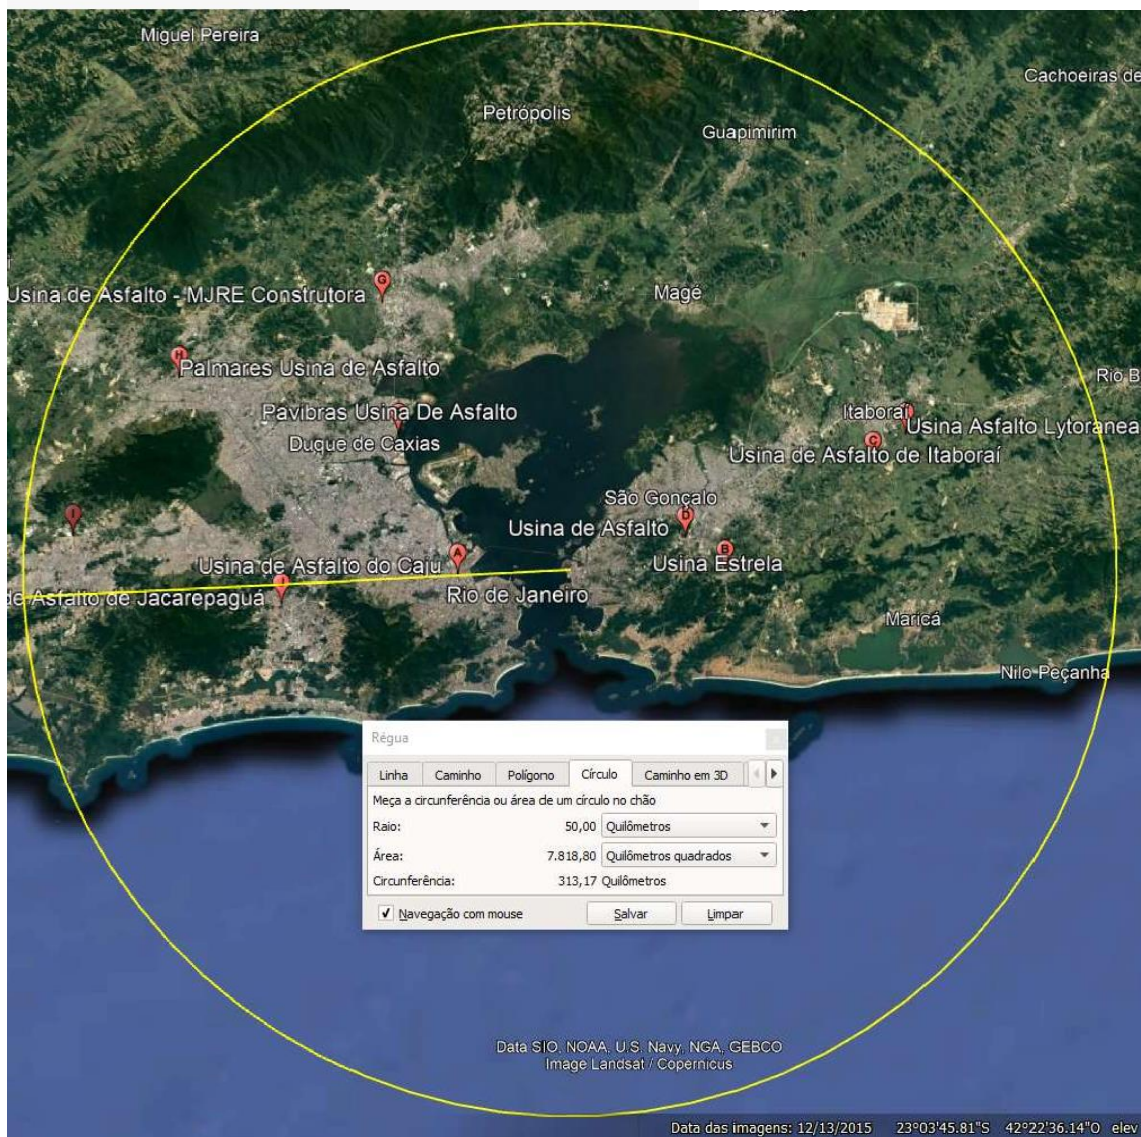 Miguel Pereira
Cachoeiras de
Petrópolis
Guapimirim
G
Usina de Asfalto - MJRE Construtora
Magé
H
Palmares Usina de Asfalto
Rio B
Pavibras Usina De Asfalto
Itaboraí
Usina Asfalto Lytoranea
Duque de Caxias
C
Usina de Asfalto de Itaboraí
São Gonçalo
I
D
Usina de Asfalto
A
B
Usina de Asfalto do Caju
Usina Estrela
J
de Asfalto de Jacarepaguá
Rio de Janeiro
Maricá
Nilo Peçanha
Régua
Linha Caminho Polígono Círculo Caminho em 3D
Meça a circunferência ou área de um círculo no chão
Raio: 50,00 Quilômetros
Área: 7.818,80 Quilômetros quadrados
Circunferência: 313,17 Quilômetros
Navegação com mouse Salvar Limpar
Data SIO, NOAA, U.S. Navy, NGA, GEBCO
Image Landsat / Copernicus
Data das imagens: 12/13/2015 23°03'45.81"S 42°22'36.14"O elev